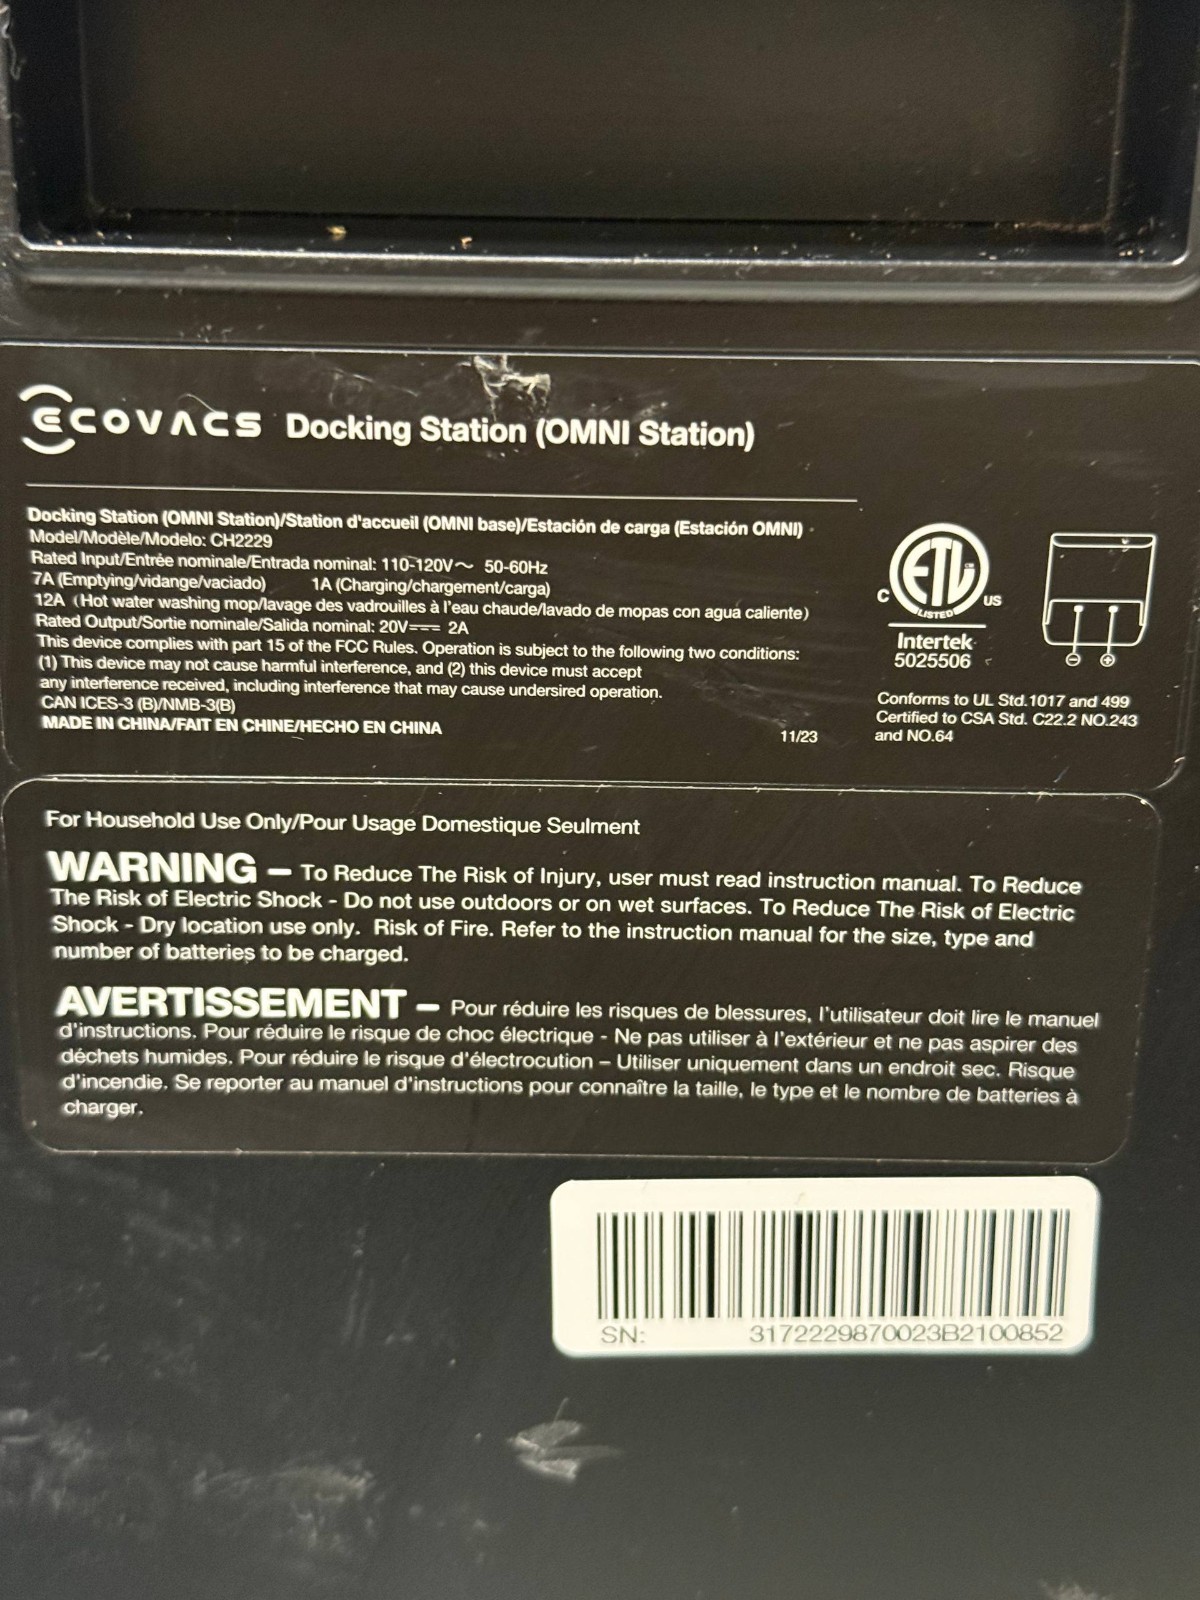 ECOVACS Docking Station (OMNI Station)
Docking Station (OMNI Station)/Station d'accueil (OMNI base)/Estación de carga (Estación OMNI)
Model/Modèle/Modelo: CH2229
Rated Input/Entrée nominale/Entrada nominal: 110-120V～ 50-60Hz
7A (Emptying/vidange/vaciado) 1A (Charging/chargement/carga)
12A (Hot water washing mop/lavage des vadrouilles à l'eau chaude/lavado de mopas con agua caliente)
Rated Output/Sortie nominale/Salida nominal: 20V⎓ 2A
This device complies with part 15 of the FCC Rules. Operation is subject to the following two conditions:
(1) This device may not cause harmful interference, and (2) this device must accept
any interference received, including interference that may cause undersired operation.
CAN ICES-3 (B)/NMB-3(B)
MADE IN CHINA/FAIT EN CHINE/HECHO EN CHINA
11/23
C ETL CM US
LISTED
Intertek
5025506
Conforms to UL Std.1017 and 499
Certified to CSA Std. C22.2 NO.243
and NO.64
For Household Use Only/Pour Usage Domestique Seulment
WARNING – To Reduce The Risk of Injury, user must read instruction manual. To Reduce
The Risk of Electric Shock - Do not use outdoors or on wet surfaces. To Reduce The Risk of Electric
Shock - Dry location use only. Risk of Fire. Refer to the instruction manual for the size, type and
number of batteries to be charged.
AVERTISSEMENT – Pour réduire les risques de blessures, l'utilisateur doit lire le manuel
d'instructions. Pour réduire le risque de choc électrique - Ne pas utiliser à l'extérieur et ne pas aspirer des
déchets humides. Pour réduire le risque d'électrocution – Utiliser uniquement dans un endroit sec. Risque
d'incendie. Se reporter au manuel d'instructions pour connaître la taille, le type et le nombre de batteries à
charger.
SN: 3172229870023B2100852